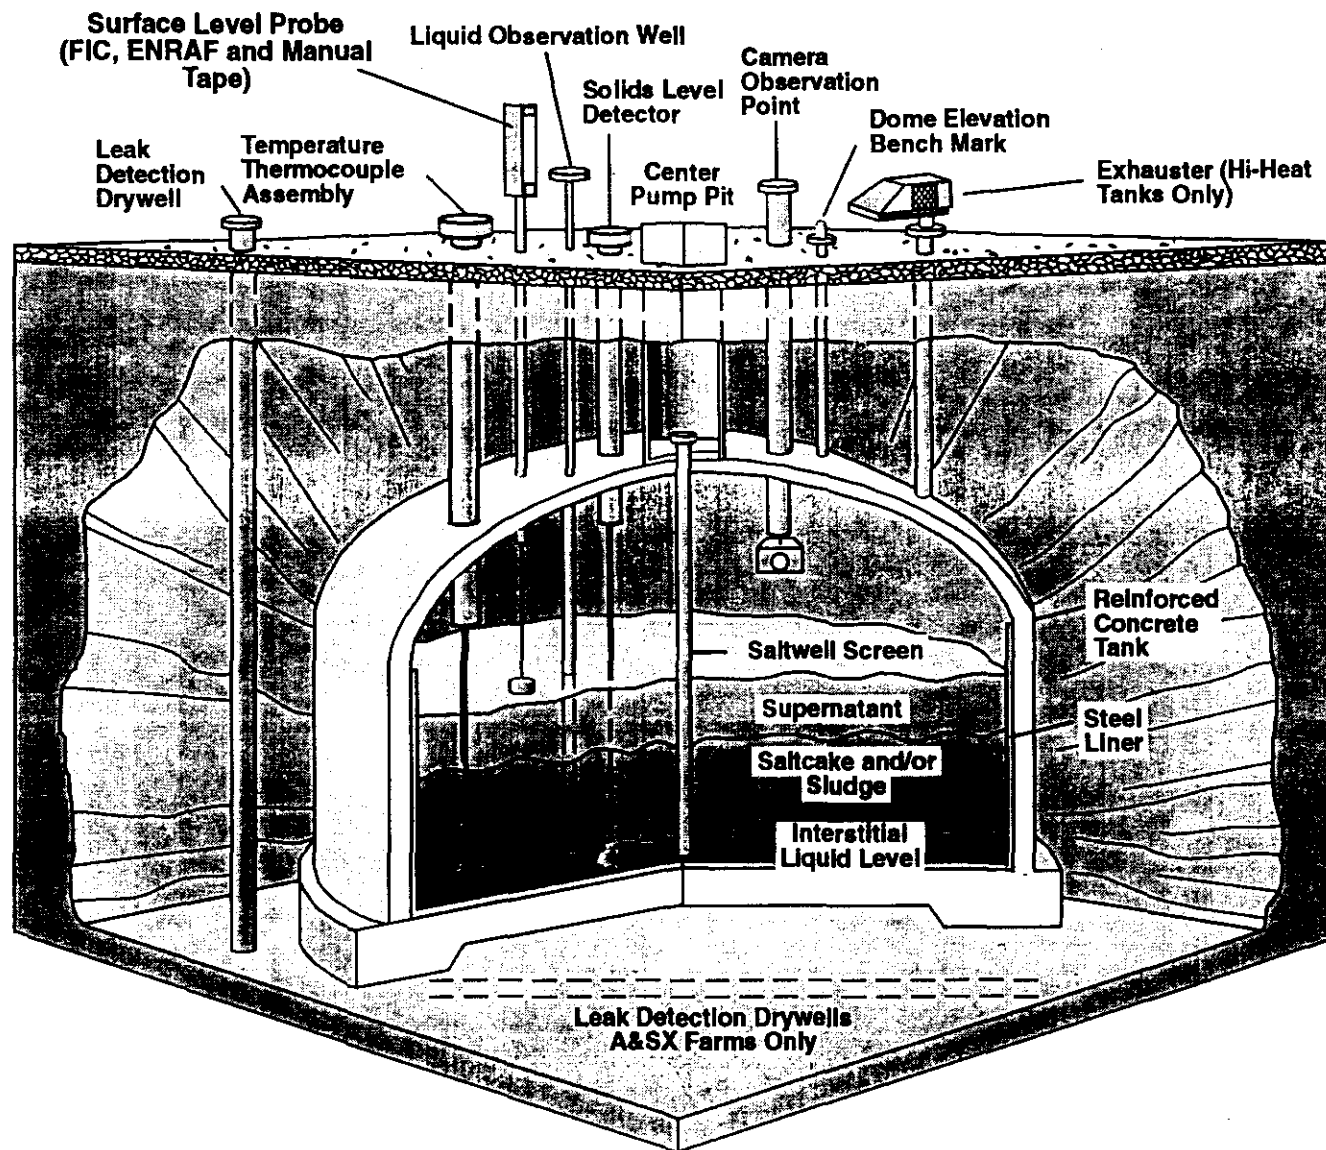 Surface Level Probe
(FIC, ENRAF and Manual
Tape)
Liquid Observation Well
Solids Level
Detector
Camera
Observation
Point
Dome Elevation
Bench Mark
Exhauster (Hi-Heat
Tanks Only)
Leak
Detection
Drywell
Temperature
Thermocouple
Assembly
Center
Pump Pit
Reinforced
Concrete
Tank
Saltwell Screen
Supernatant
Steel
Liner
Saltcake and/or
Sludge
Interstitial
Liquid Level
Leak Detection Drywells
A&SX Farms Only